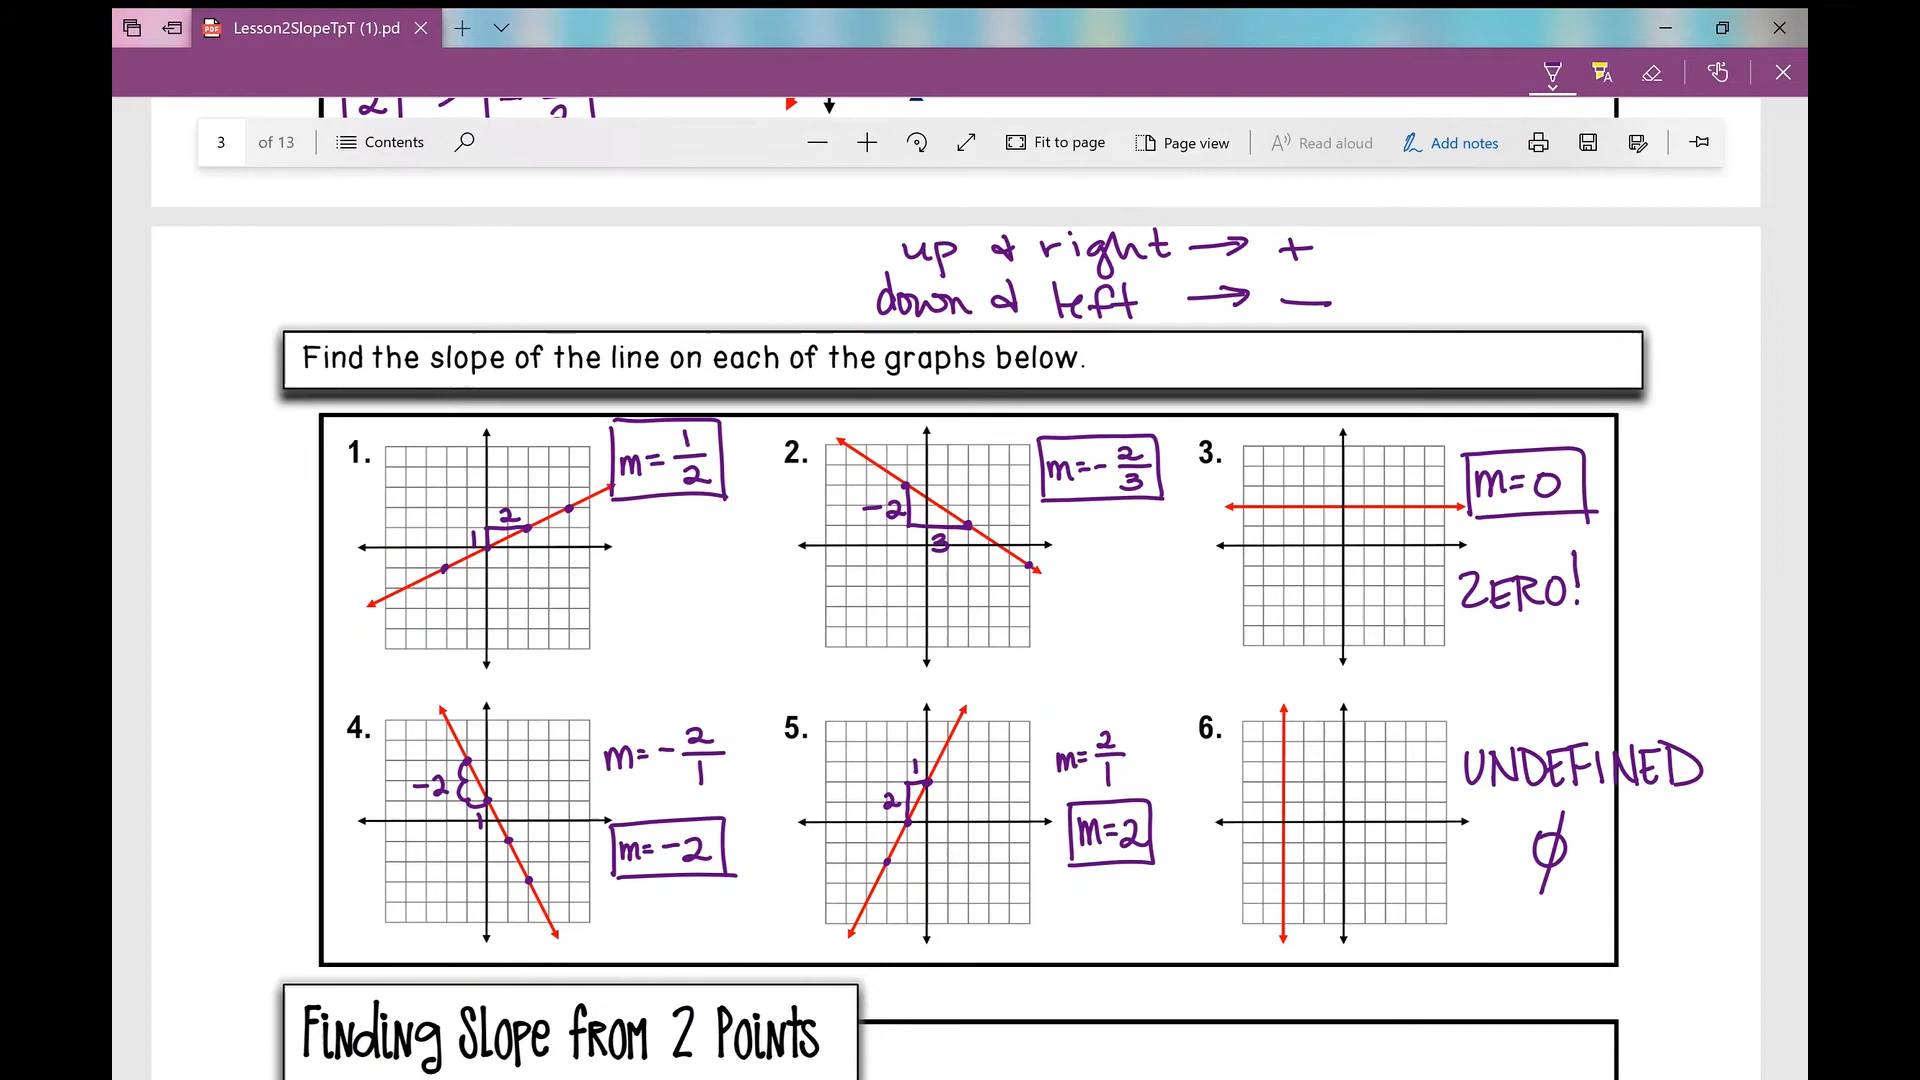 Lesson2SlopeTpT (1).pd
3 of 13 Contents Fit to page Page view Read aloud Add notes
up & right → +
down & left → −
Find the slope of the line on each of the graphs below.
1. 2 1 m = 1/2
2. -2 3 m = - 2/3
3. m = 0
ZERO!
4. -2 1 m = - 2/1
m = -2
5. 1 2 m = 2/1
m = 2
6. UNDEFINED
∅
Finding Slope from 2 Points